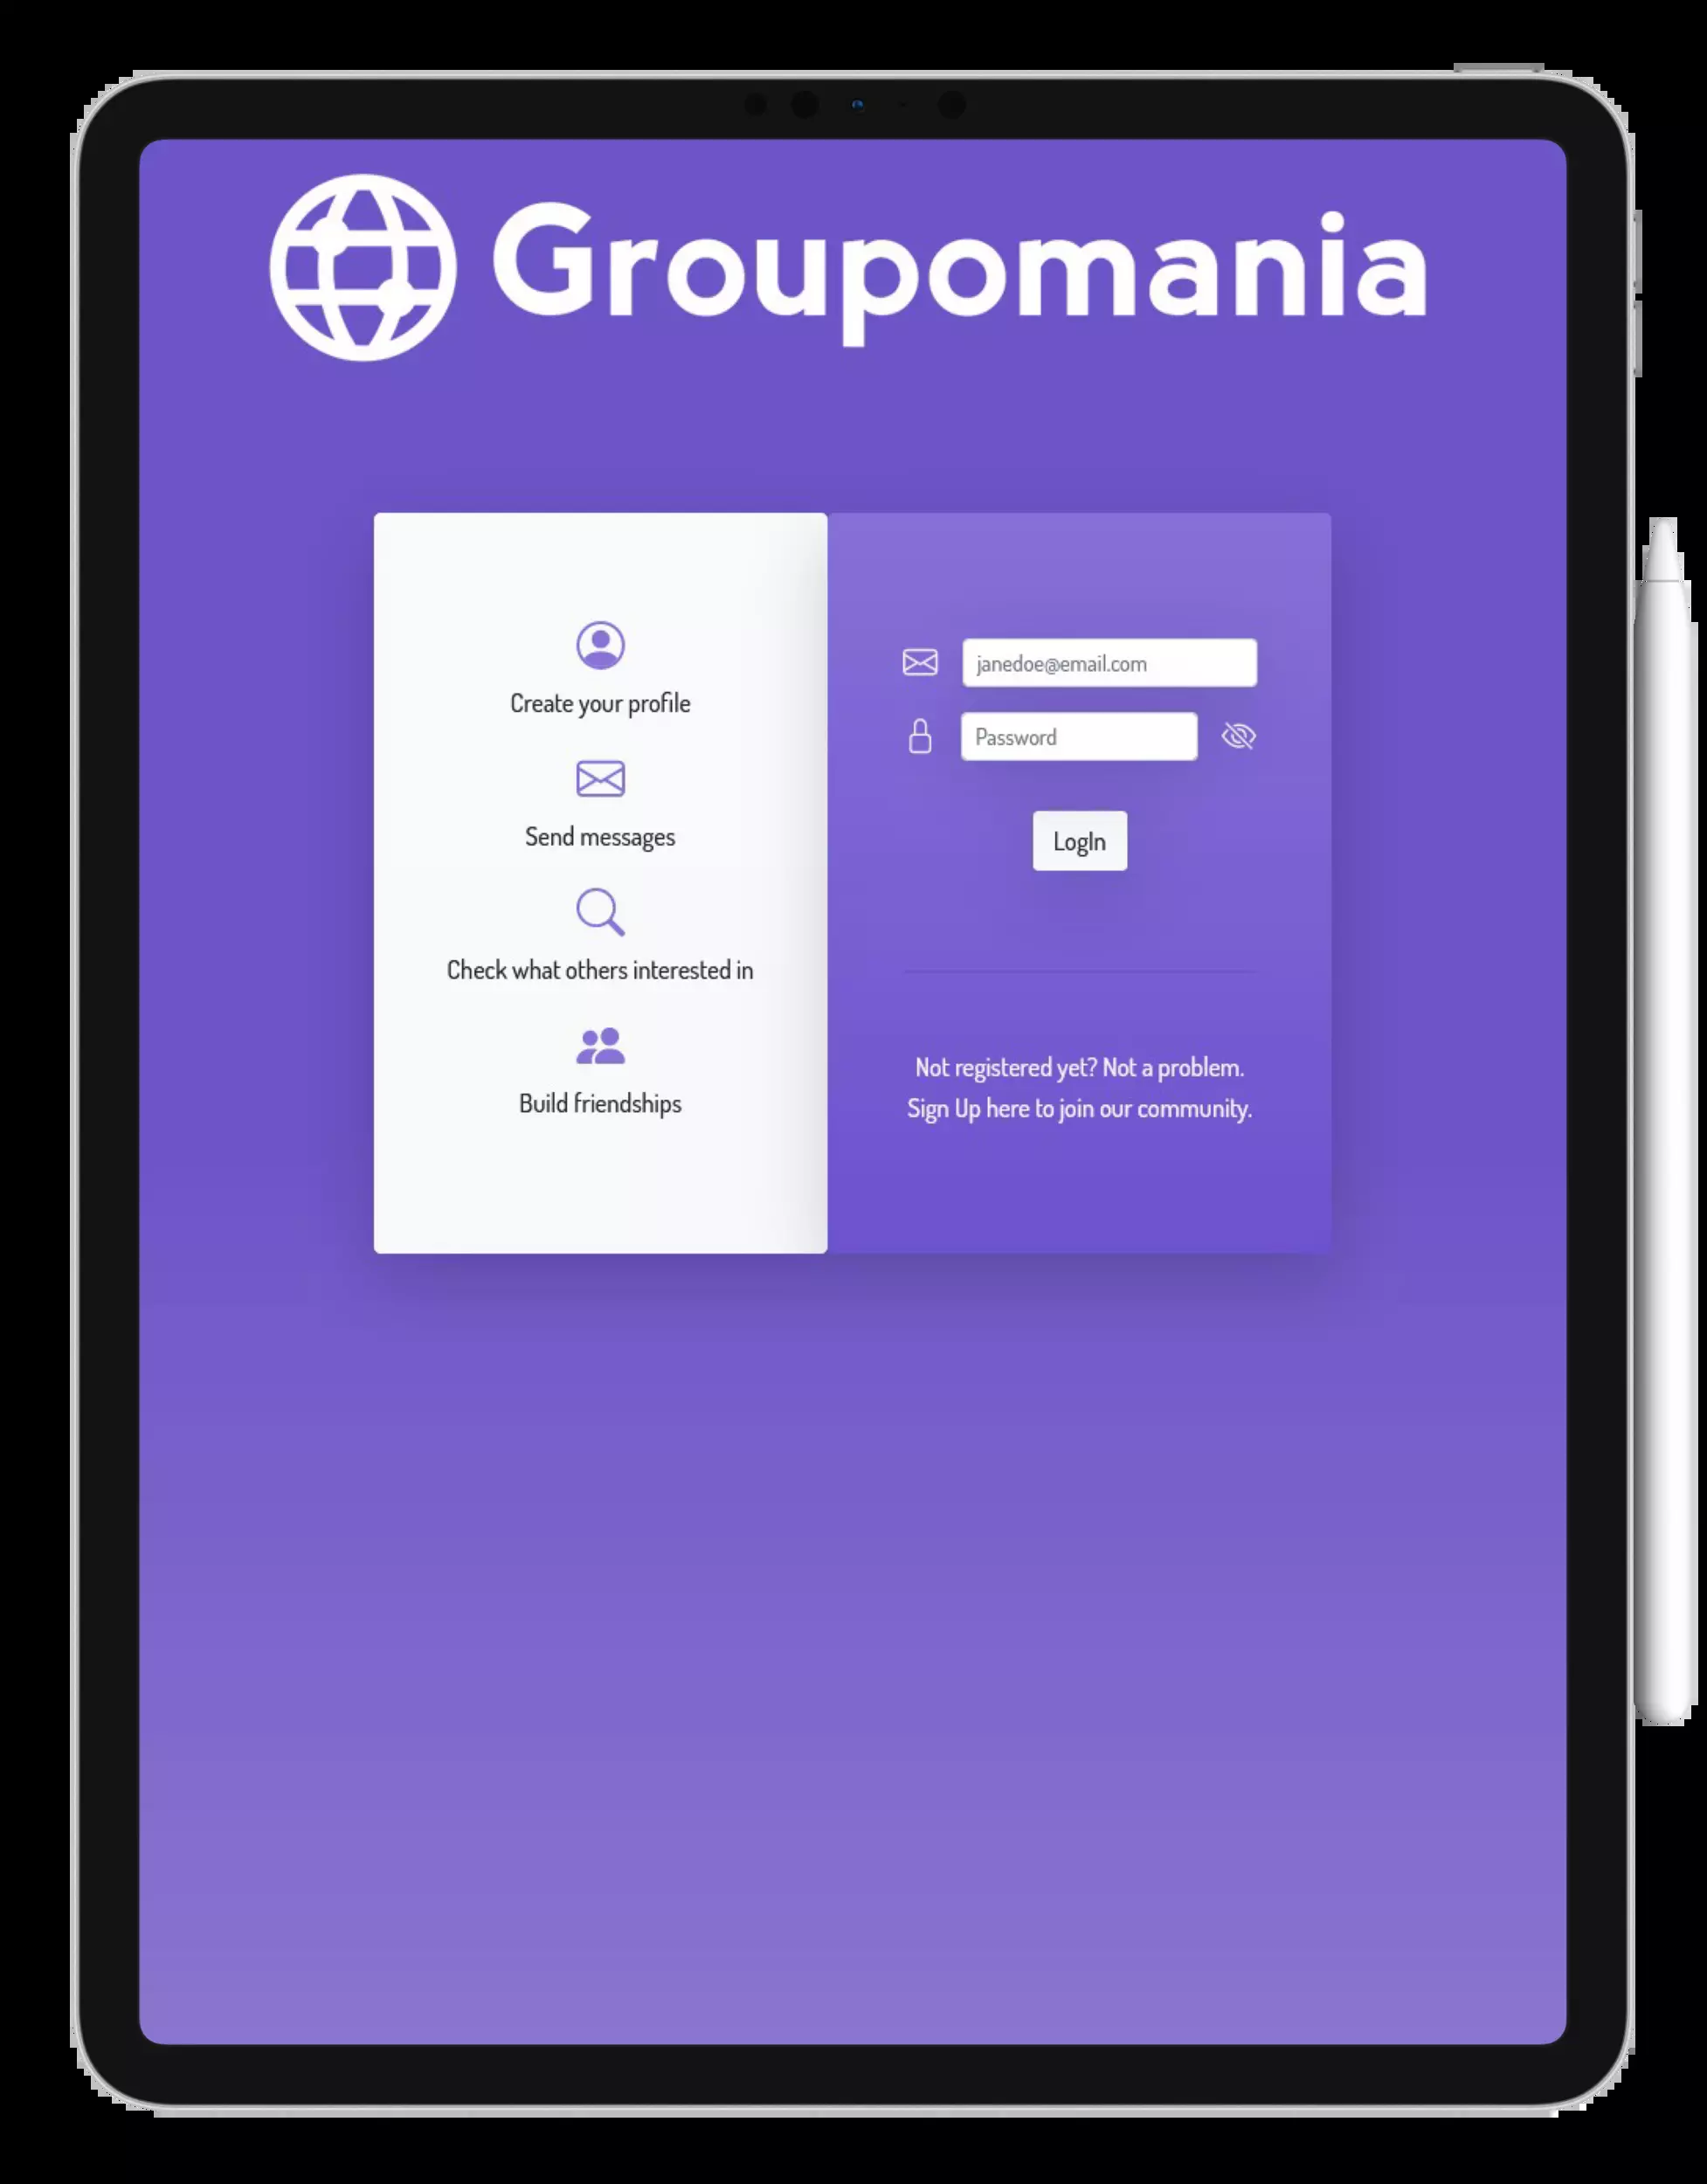 Groupomania
Create your profile
Send messages
Check what others interested in
Build friendships
janedoe@email.com
Password
LogIn
Not registered yet? Not a problem.
Sign Up here to join our community.